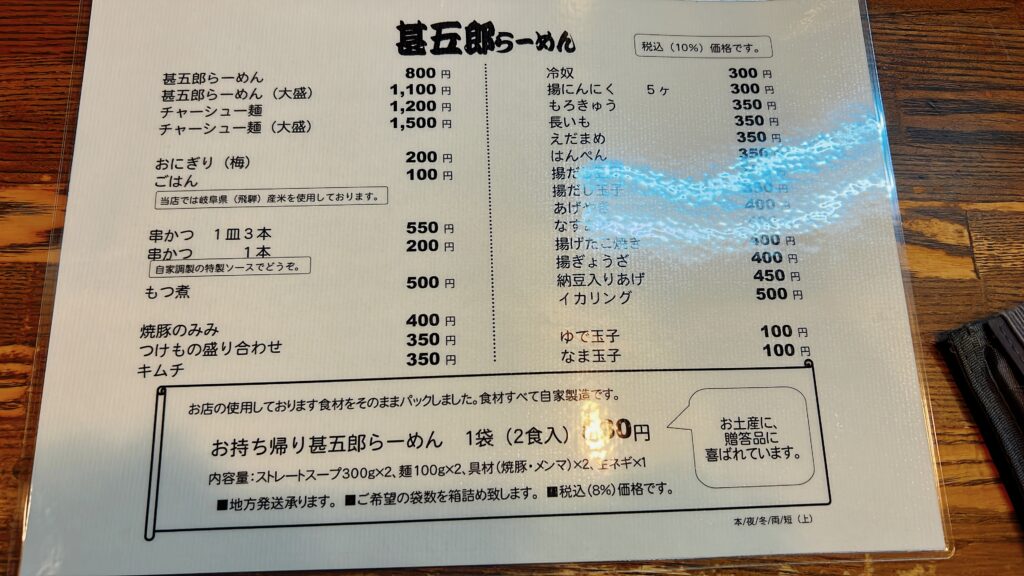 甚五郎らーめん
税込（10%）価格です。
甚五郎らーめん 800円
甚五郎らーめん（大盛） 1,100円
チャーシュー麺 1,200円
チャーシュー麺（大盛） 1,500円
おにぎり（梅） 200円
ごはん 100円
当店では岐阜県（飛騨）産米を使用しております。
串かつ 1皿3本 550円
串かつ 1本 200円
自家調製の特製ソースでどうぞ。
もつ煮 500円
焼豚のみみ 400円
つけもの盛り合わせ 350円
キムチ 350円
冷奴 300円
揚にんにく 5ヶ 300円
もろきゅう 350円
長いも 350円
えだまめ 350円
はんぺん 350円
揚だ
揚だし玉子
あげ 400円
なす
揚げたこ焼き 400円
揚ぎょうざ 400円
納豆入りあげ 450円
イカリング 500円
ゆで玉子 100円
なま玉子 100円
お店の使用しております食材をそのままパックしました。食材すべて自家製造です。
お持ち帰り甚五郎らーめん 1袋（2食入） 円
内容量：ストレートスープ300g×2、麺100g×2、具材（焼豚・メンマ）×2、生ネギ×1
■地方発送承ります。 ■ご希望の袋数を箱詰め致します。 ■税込（8%）価格です。
お土産に、
贈答品に
喜ばれています。
本/夜/冬/両/短（上）